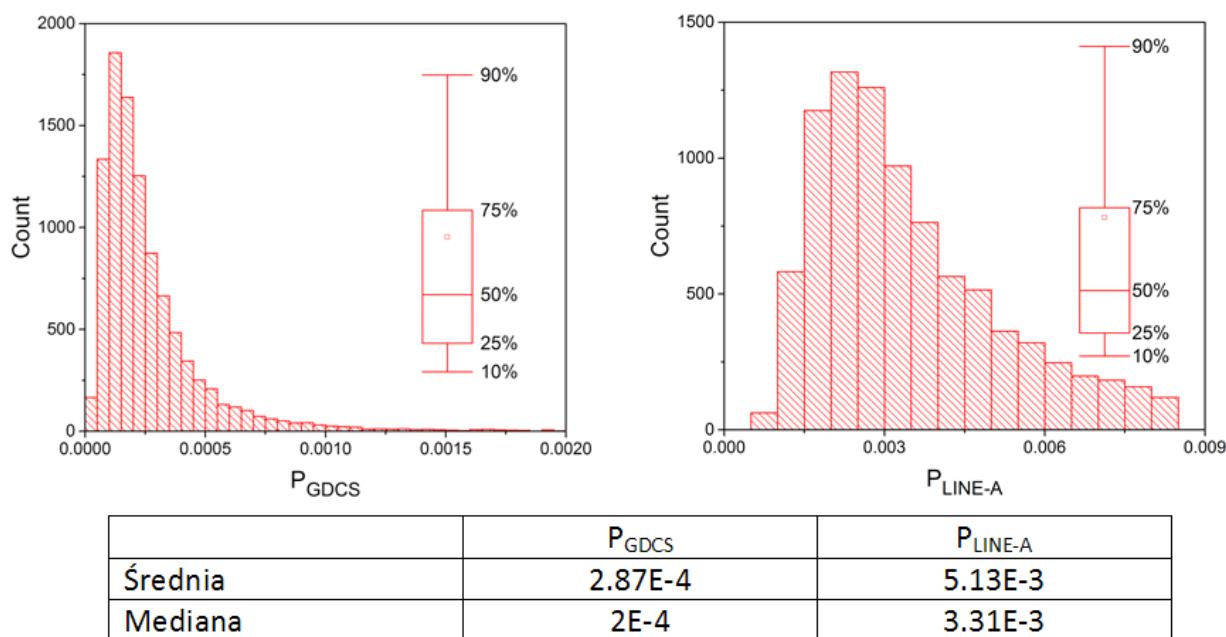 2000
1500
1000
500
0
Count
90%
75%
50%
25%
10%
0.0000 0.0005 0.0010 0.0015 0.0020
P_GDCS
1500
1000
500
0
Count
90%
75%
50%
25%
10%
0.000 0.003 0.006 0.009
P_LINE-A
P_GDCS P_LINE-A
Średnia 2.87E-4 5.13E-3
Mediana 2E-4 3.31E-3